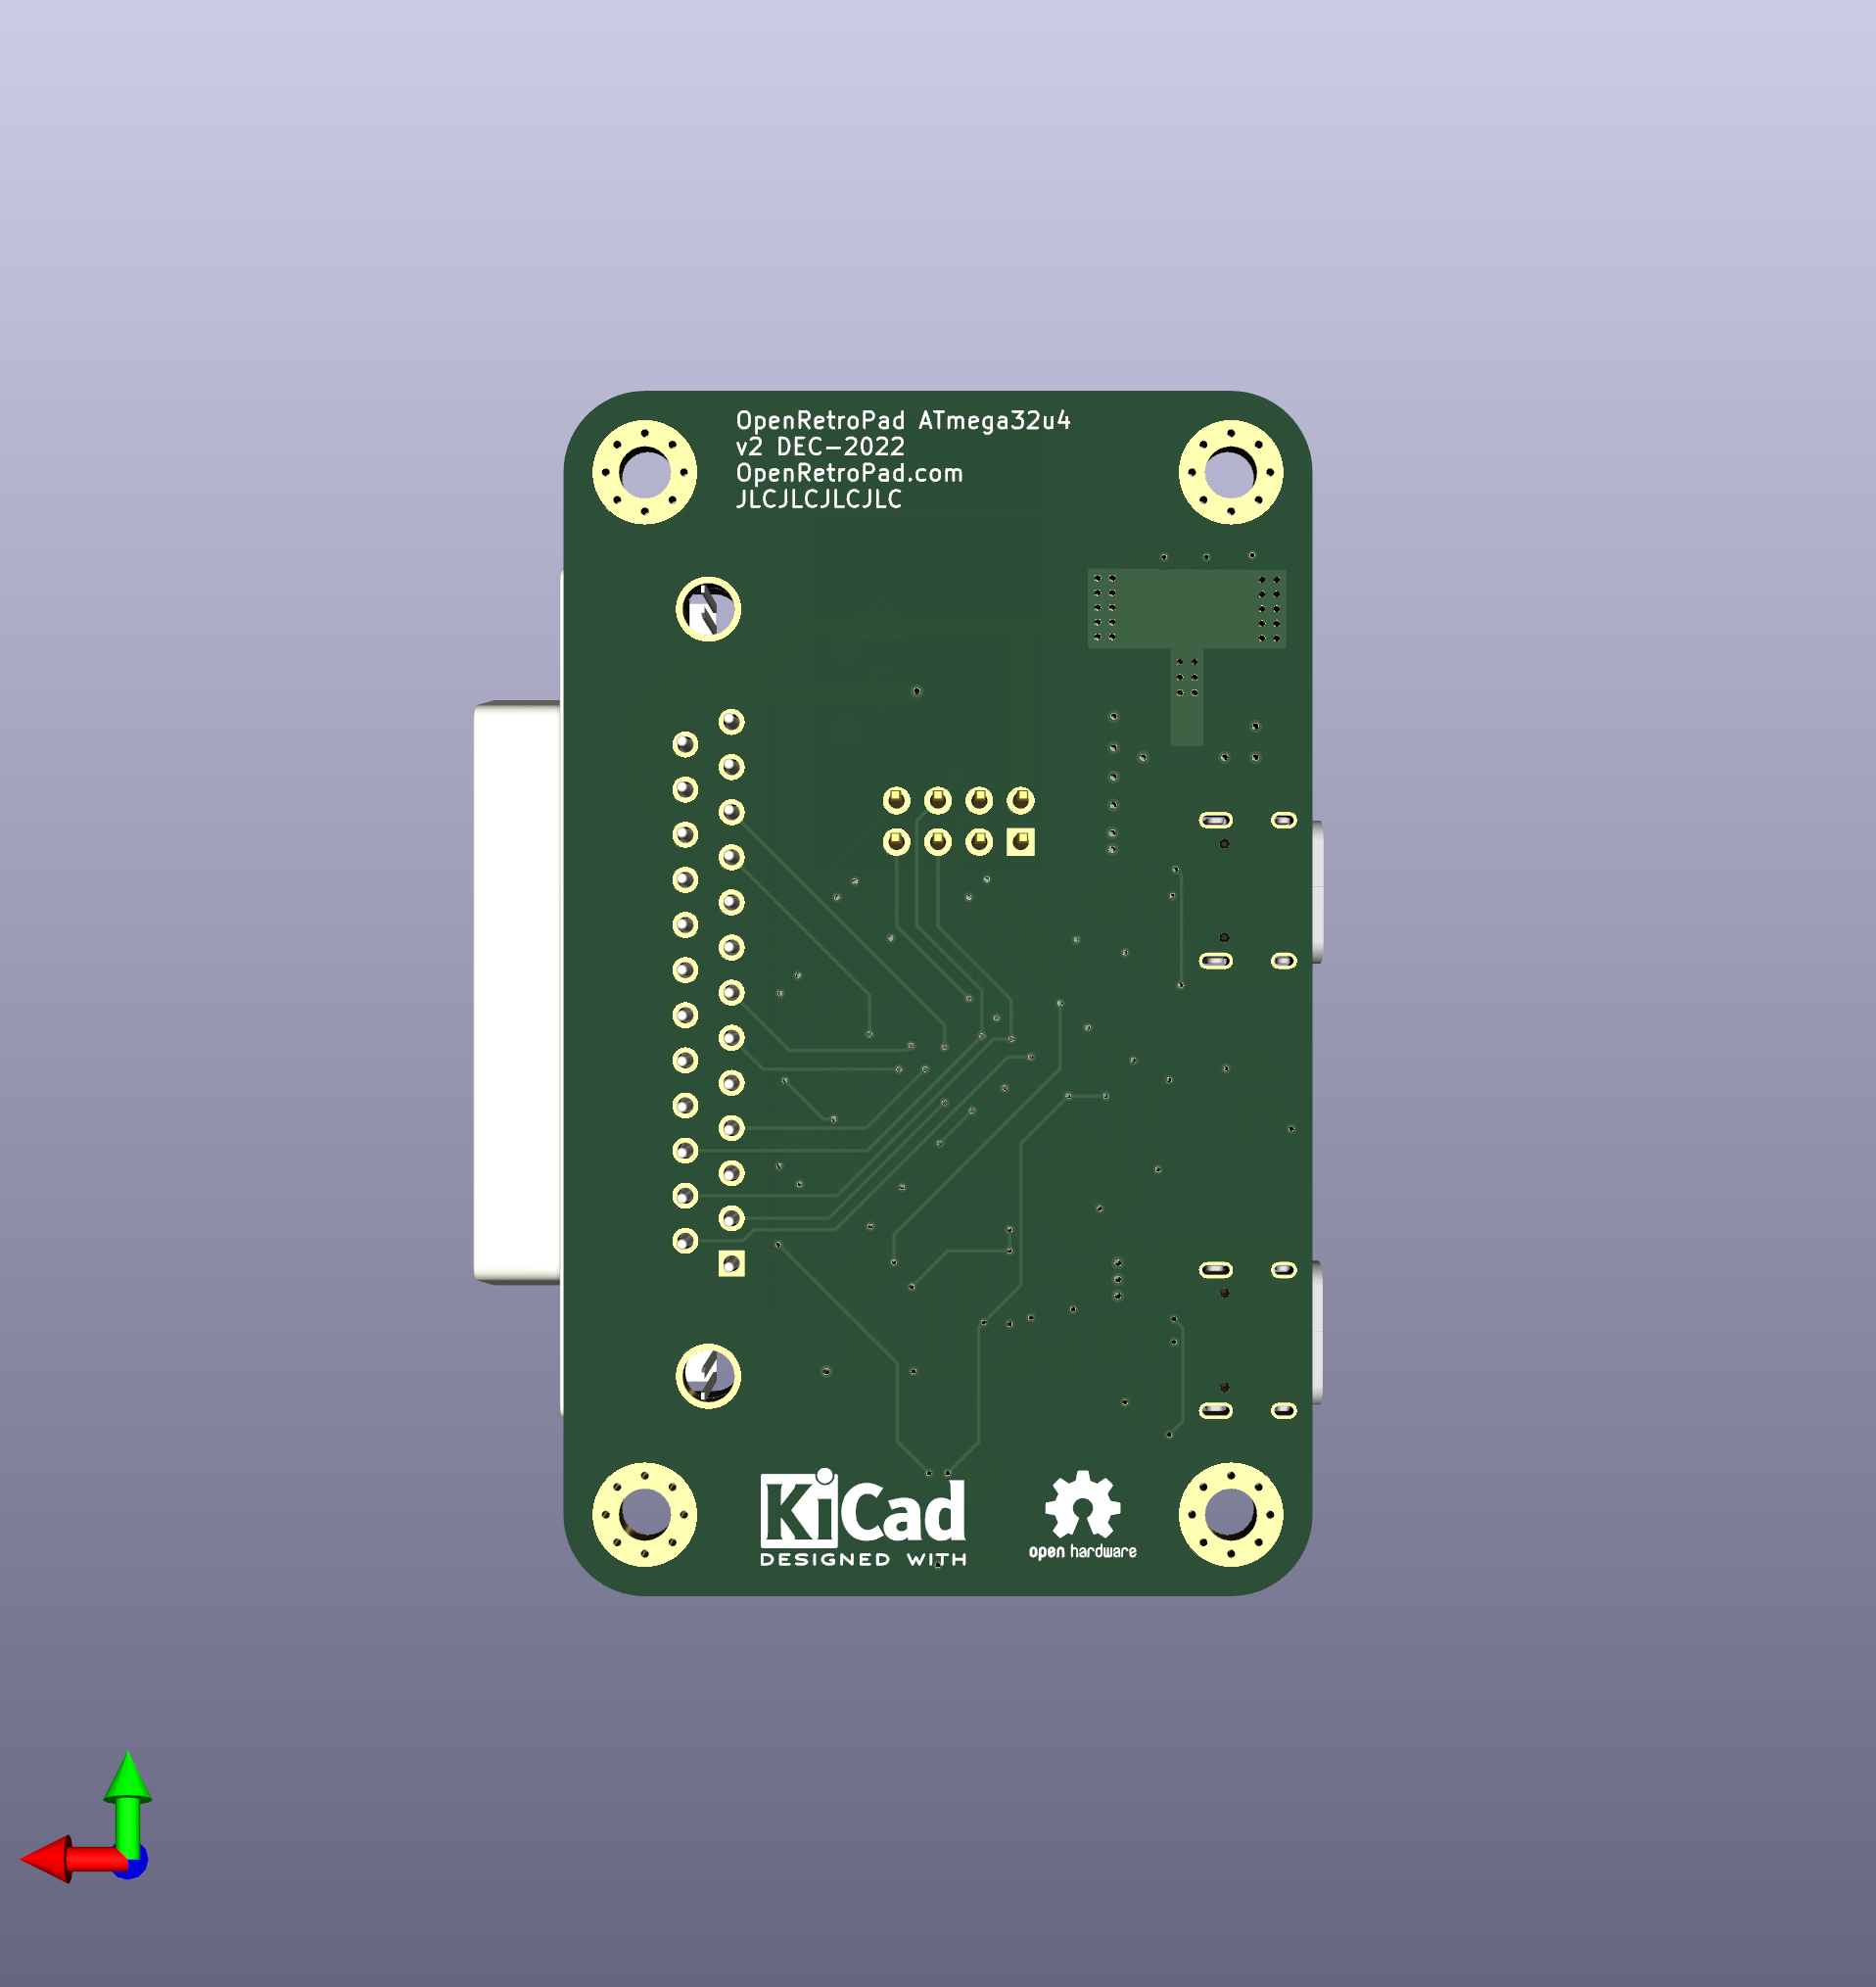 OpenRetroPad ATmega32u4
v2 DEC-2022
OpenRetroPad.com
JLCJLCJLCJLC
KiCad
DESIGNED WITH
open hardware